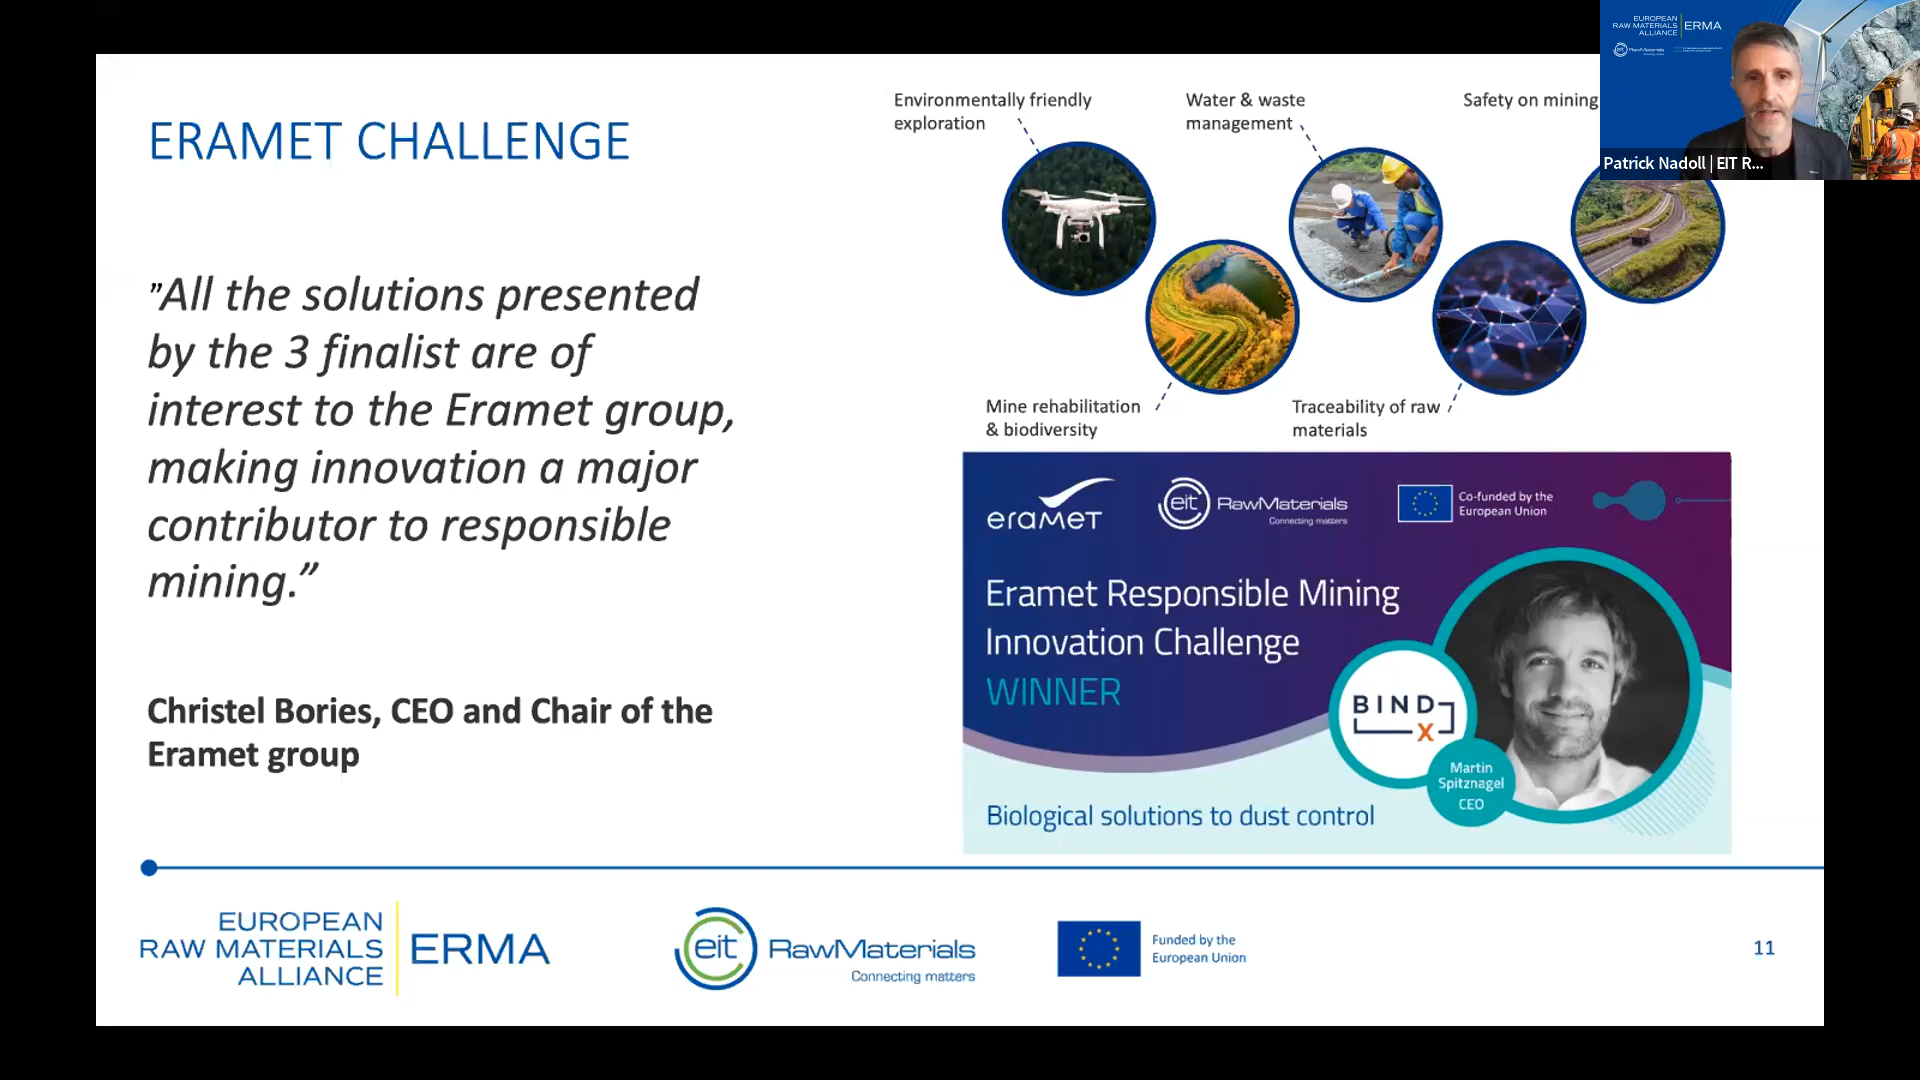 ERAMET CHALLENGE
"All the solutions presented
by the 3 finalist are of
interest to the Eramet group,
making innovation a major
contributor to responsible
mining.”
Christel Bories, CEO and Chair of the
Eramet group
Environmentally friendly
exploration
Water & waste
management
Safety on mining
Mine rehabilitation
& biodiversity
Traceability of raw
materials
eramet
eit RawMaterials
Connecting matters
Co-funded by the
European Union
Eramet Responsible Mining
Innovation Challenge
WINNER
BIND
X
Martin
Spitznagel
CEO
Biological solutions to dust control
EUROPEAN
RAW MATERIALS
ALLIANCE
ERMA
eit RawMaterials
Connecting matters
Funded by the
European Union
11
EUROPEAN
RAW MATERIALS
ALLIANCE
ERMA
eit RawMaterials
Patrick Nadoll | EIT R...